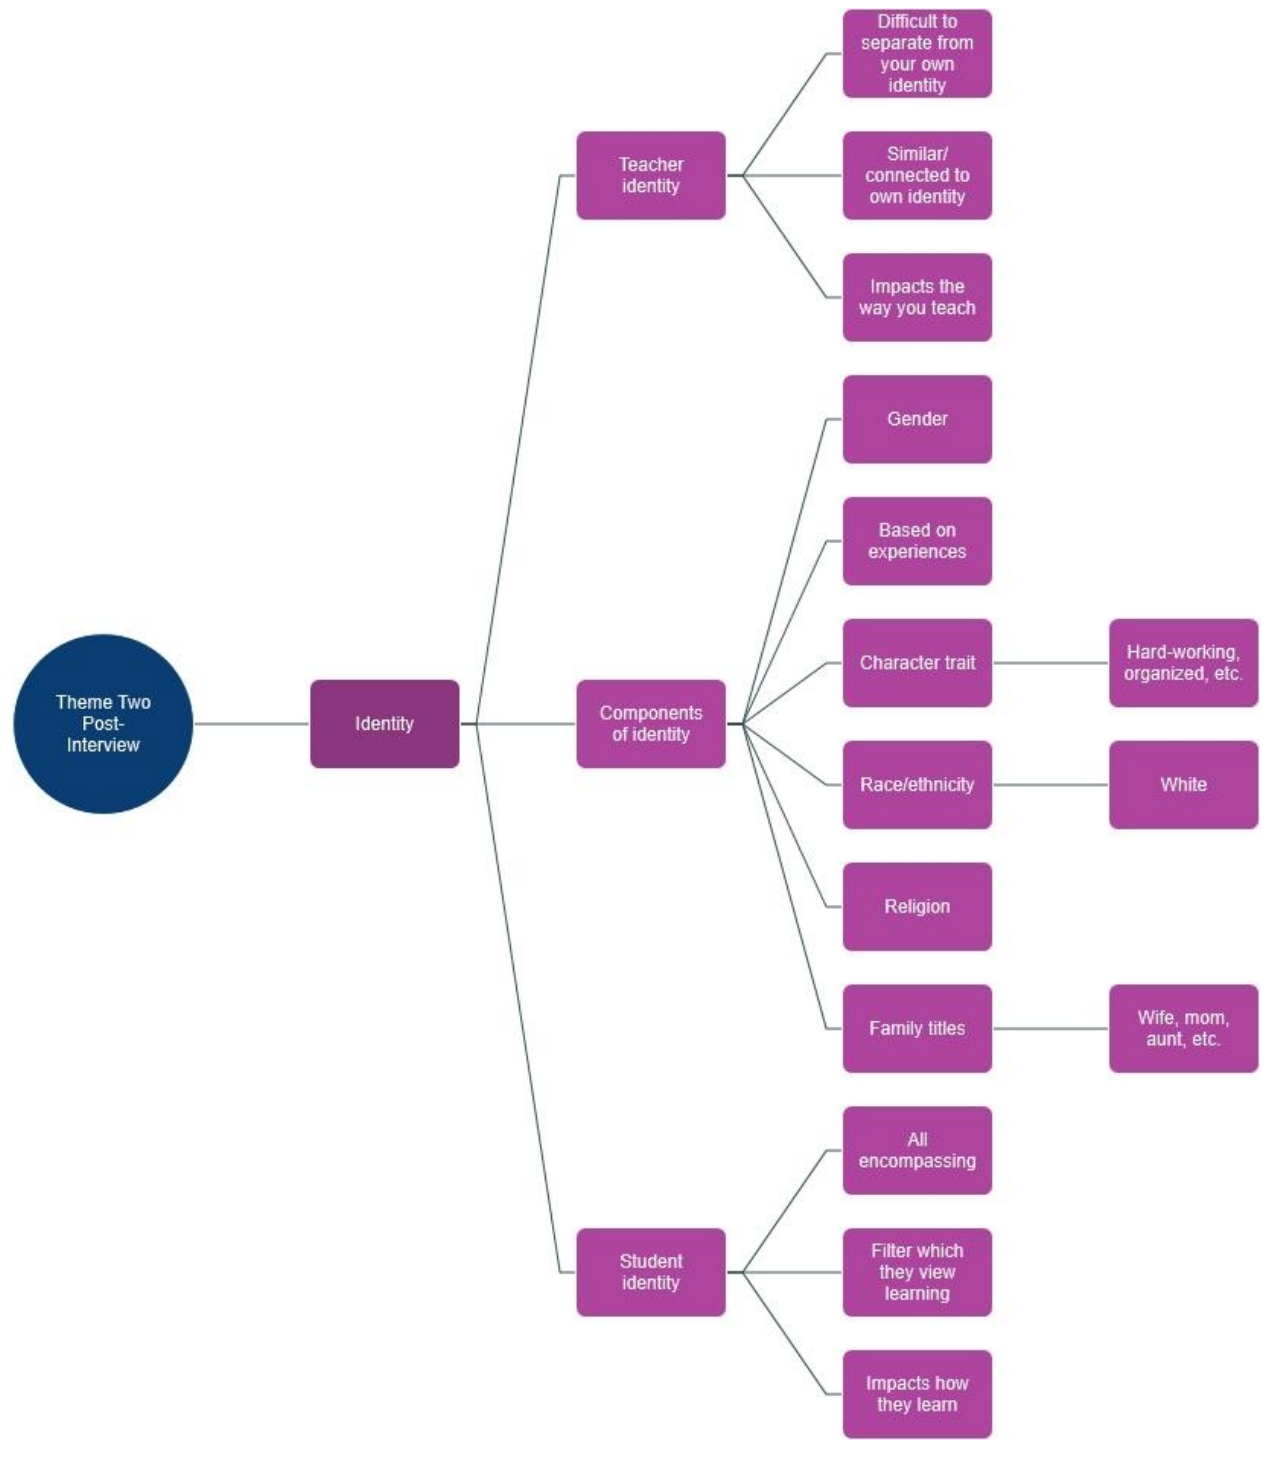 Theme Two
Post-
Interview
Identity
Teacher
identity
Difficult to
separate from
your own
identity
Similar/
connected to
own identity
Impacts the
way you teach
Components
of identity
Gender
Based on
experiences
Character trait
Hard-working,
organized, etc.
Race/ethnicity
White
Religion
Family titles
Wife, mom,
aunt, etc.
Student
identity
All
encompassing
Filter which
they view
learning
Impacts how
they learn